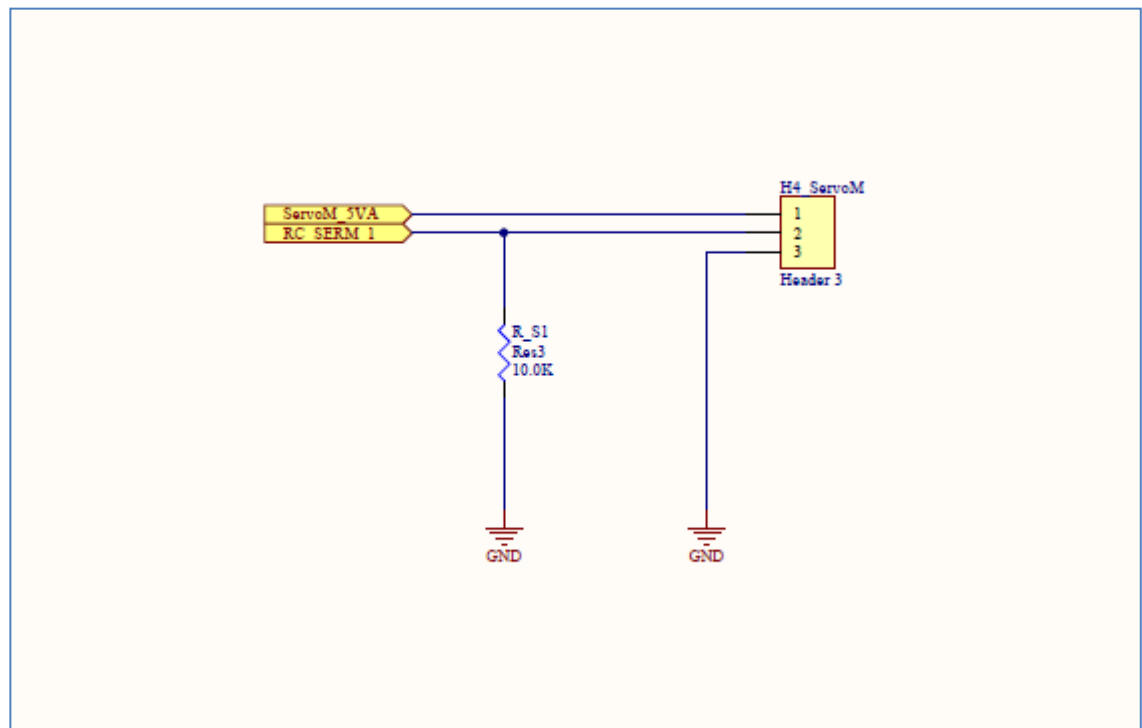 H4_ServoM
ServoM_5VA
1
RC_SERM_1
2
3
Header 3
R_S1
Res3
10.0K
GND
GND